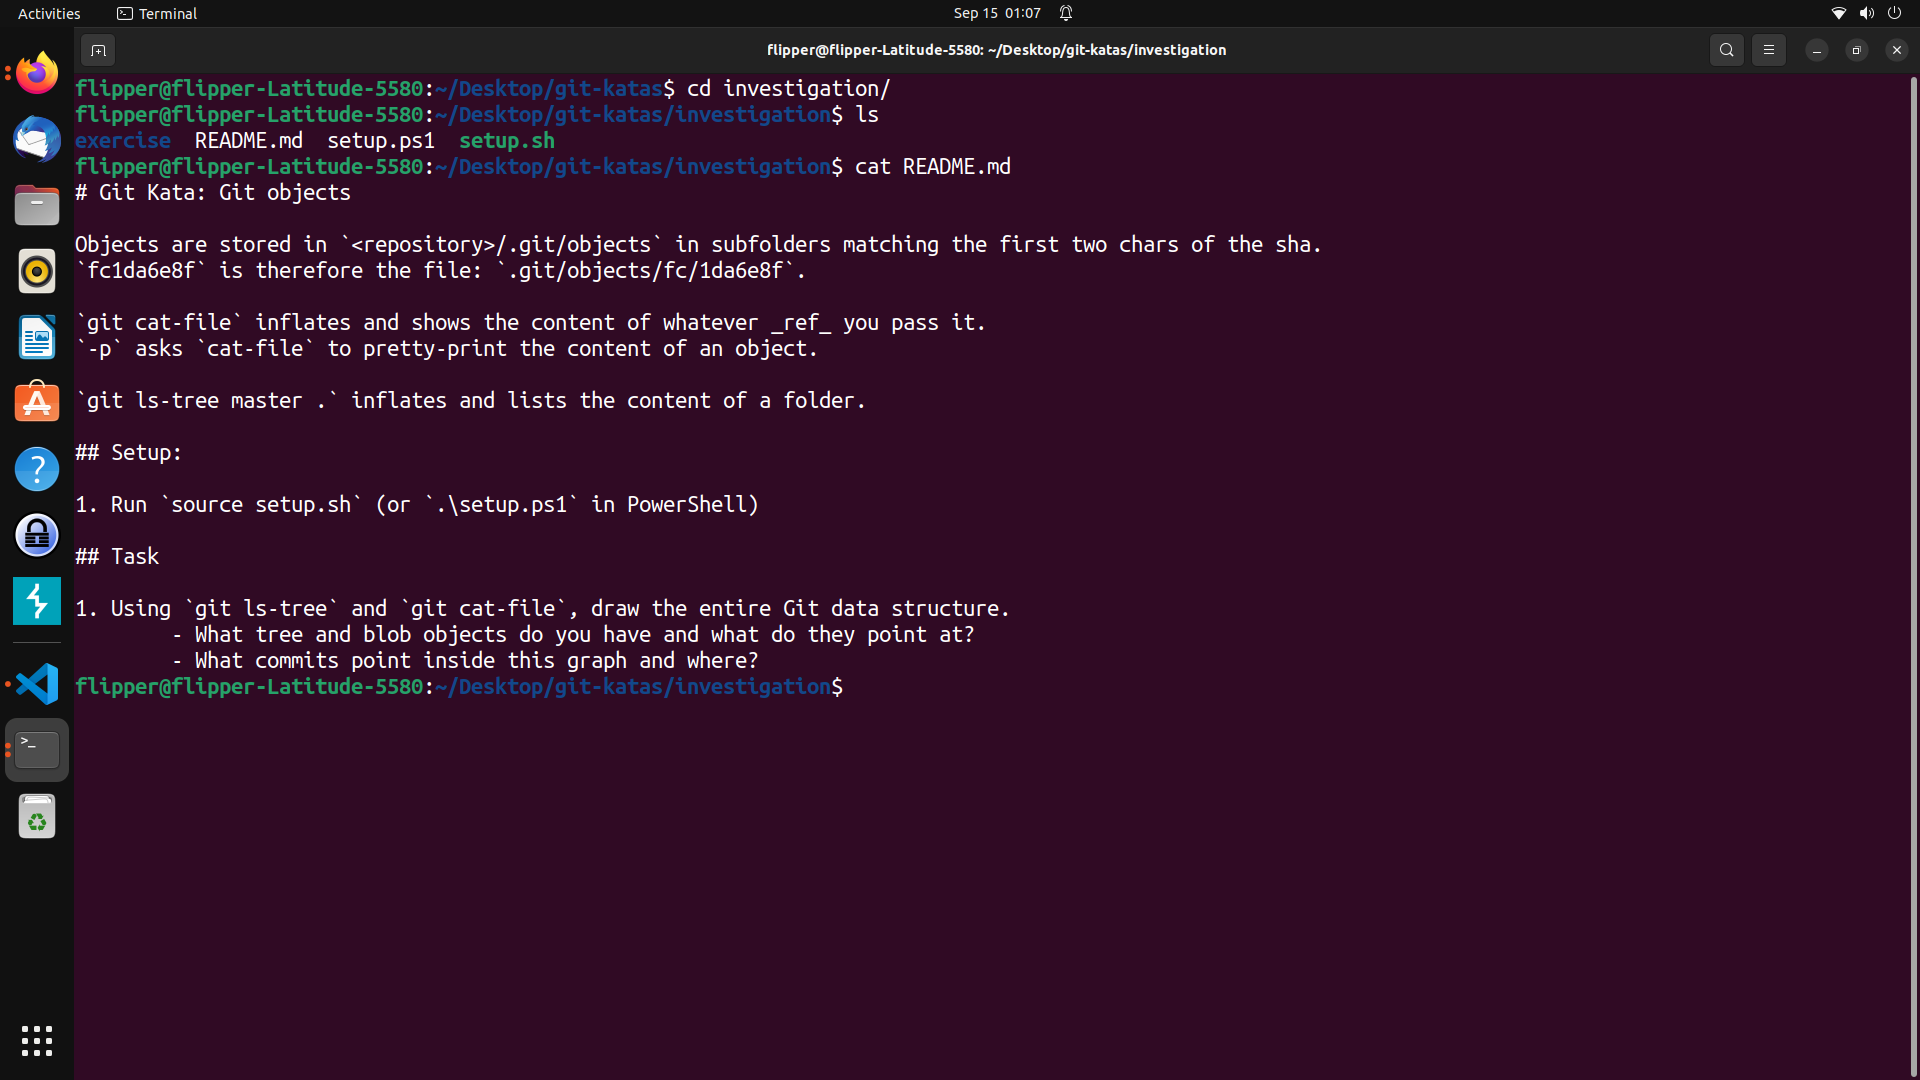 Activities
Terminal
Sep 15 01:07
flipper@flipper-Latitude-5580: ~/Desktop/git-katas/investigation
flipper@flipper-Latitude-5580:~/Desktop/git-katas$ cd investigation/
flipper@flipper-Latitude-5580:~/Desktop/git-katas/investigation$ ls
exercise  README.md  setup.ps1  setup.sh
flipper@flipper-Latitude-5580:~/Desktop/git-katas/investigation$ cat README.md
# Git Kata: Git objects
Objects are stored in `<repository>/.git/objects` in subfolders matching the first two chars of the sha.
`fc1da6e8f` is therefore the file: `.git/objects/fc/1da6e8f`.
`git cat-file` inflates and shows the content of whatever _ref_ you pass it.
`-p` asks `cat-file` to pretty-print the content of an object.
`git ls-tree master .` inflates and lists the content of a folder.
## Setup:
1. Run `source setup.sh` (or `.\setup.ps1` in PowerShell)
## Task
1. Using `git ls-tree` and `git cat-file`, draw the entire Git data structure.
- What tree and blob objects do you have and what do they point at?
- What commits point inside this graph and where?
flipper@flipper-Latitude-5580:~/Desktop/git-katas/investigation$